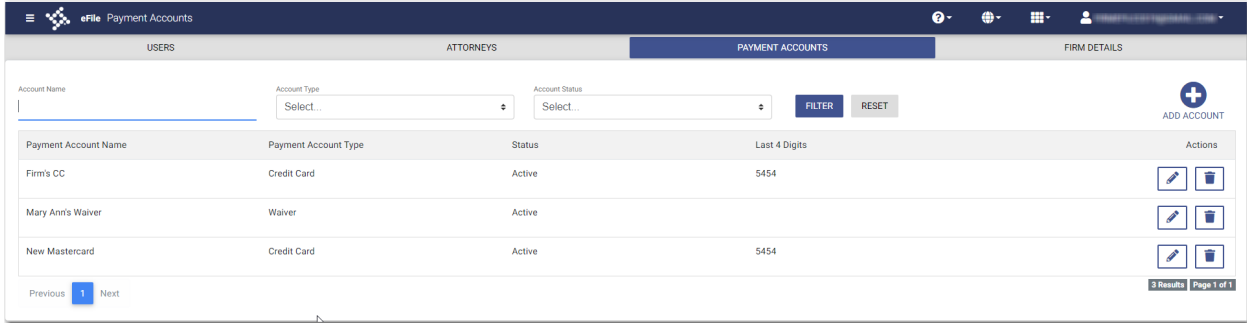 eFile Payment Accounts
USERS ATTORNEYS PAYMENT ACCOUNTS FIRM DETAILS
Account Name Account Type Account Status
Select... Select... FILTER RESET
ADD ACCOUNT
Payment Account Name Payment Account Type Status Last 4 Digits Actions
Firm's CC Credit Card Active 5454
Mary Ann's Waiver Waiver Active
New Mastercard Credit Card Active 5454
Previous 1 Next 3 Results Page 1 of 1